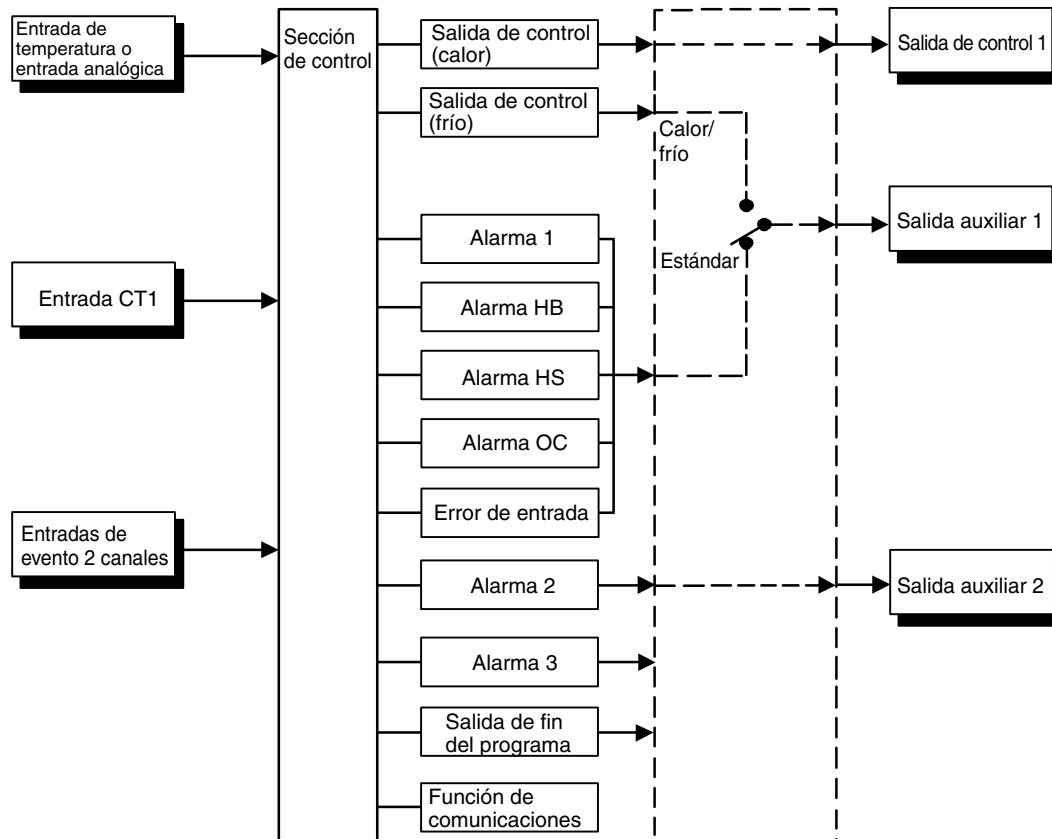 Entrada de
temperatura o
entrada analógica
Entrada CT1
Entradas de
evento 2 canales
Sección
de control
Salida de control
(calor)
Salida de control
(frío)
Alarma 1
Alarma HB
Alarma HS
Alarma OC
Error de entrada
Alarma 2
Alarma 3
Salida de fin
del programa
Función de
comunicaciones
Calor/
frío
Estándar
Salida de control 1
Salida auxiliar 1
Salida auxiliar 2